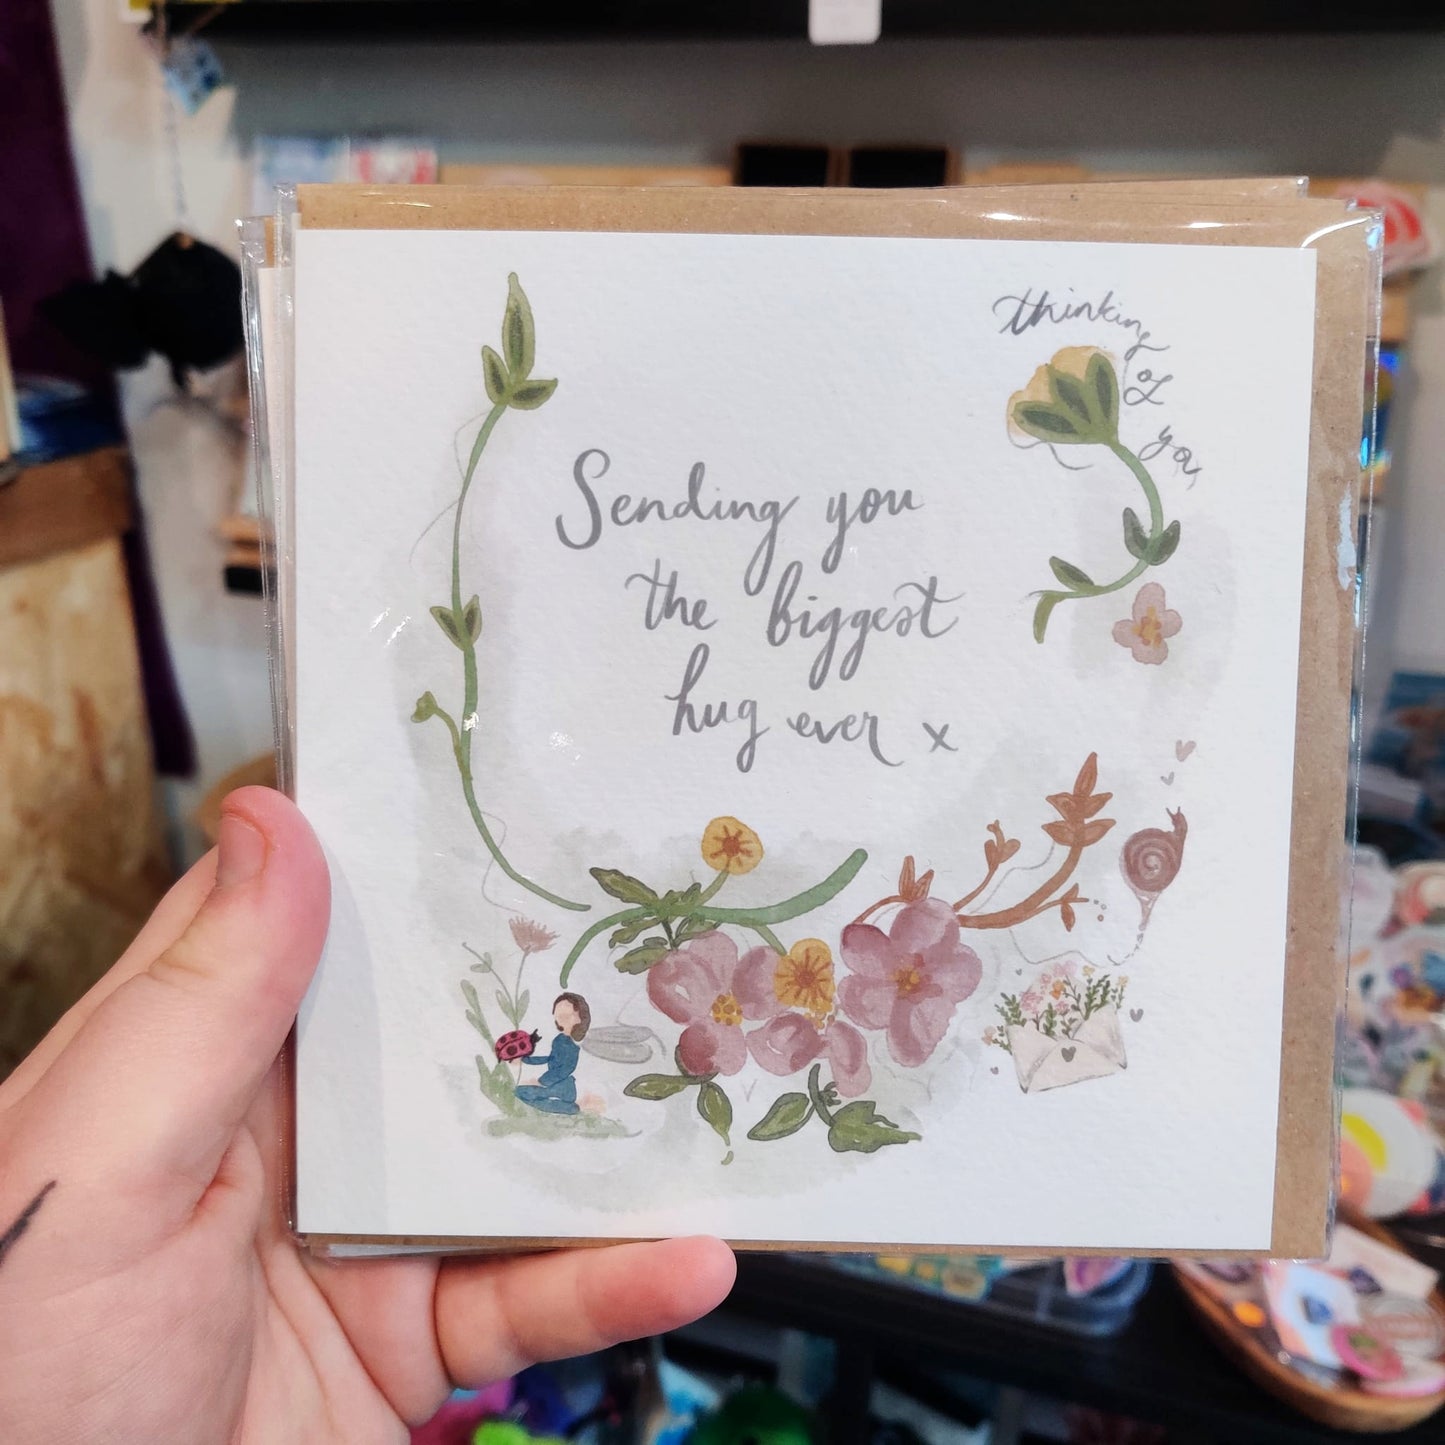 thinking
of
you
Sending you
the biggest
hug ever x